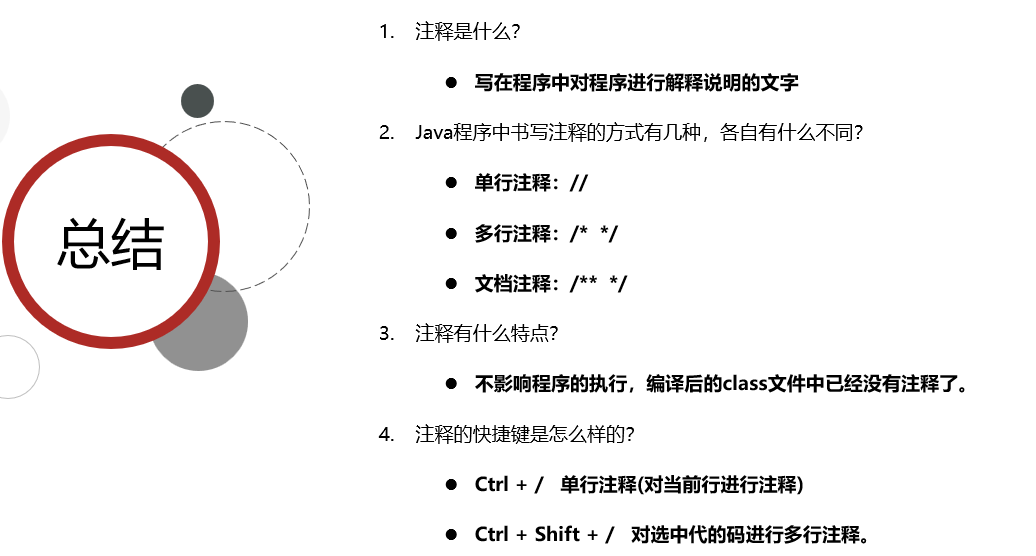 总结
1. 注释是什么？
● 写在程序中对程序进行解释说明的文字
2. Java程序中书写注释的方式有几种，各自有什么不同？
● 单行注释：//
● 多行注释：/* */
● 文档注释：/** */
3. 注释有什么特点？
● 不影响程序的执行，编译后的class文件中已经没有注释了。
4. 注释的快捷键是怎么样的？
● Ctrl + / 单行注释(对当前行进行注释)
● Ctrl + Shift + / 对选中代的码进行多行注释。